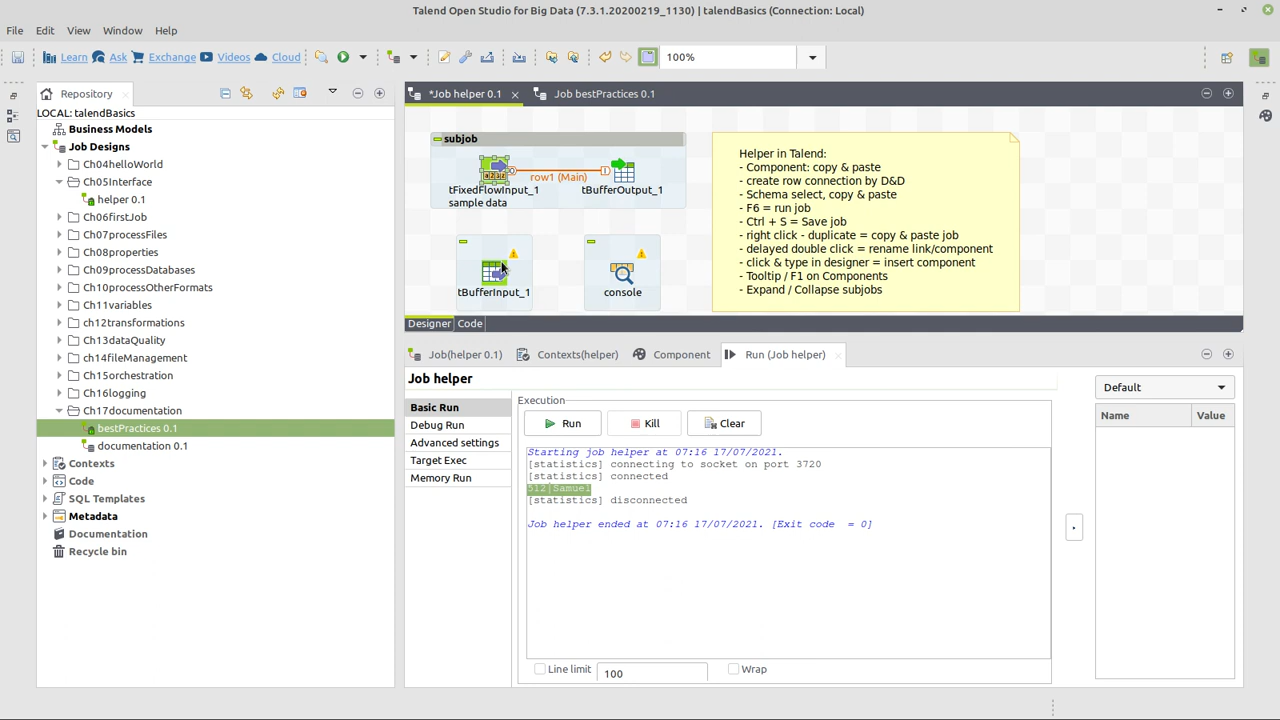 Talend Open Studio for Big Data (7.3.1.20200219_1130) | talendBasics (Connection: Local)
File Edit View Window Help
Learn Ask Exchange Videos Cloud
100%
Repository
LOCAL: talendBasics
Business Models
Job Designs
Ch04helloWorld
Ch05Interface
helper 0.1
Ch06firstJob
Ch07processFiles
Ch08properties
Ch09processDatabases
Ch10processOtherFormats
Ch11variables
ch12transformations
Ch13dataQuality
ch14fileManagement
Ch15orchestration
Ch16logging
Ch17documentation
bestPractices 0.1
documentation 0.1
Contexts
Code
SQL Templates
Metadata
Documentation
Recycle bin
*Job helper 0.1
Job bestPractices 0.1
subjob
row1 (Main)
tFixedFlowInput_1
sample data
tBufferOutput_1
tBufferInput_1
console
Helper in Talend:
- Component: copy & paste
- create row connection by D&D
- Schema select, copy & paste
- F6 = run job
- Ctrl + S = Save job
- right click - duplicate = copy & paste job
- delayed double click = rename link/component
- click & type in designer = insert component
- Tooltip / F1 on Components
- Expand / Collapse subjobs
Designer Code
Job(helper 0.1)
Contexts(helper)
Component
Run (Job helper)
Job helper
Basic Run
Debug Run
Advanced settings
Target Exec
Memory Run
Execution
Run
Kill
Clear
Starting job helper at 07:16 17/07/2021.
[statistics] connecting to socket on port 3720
[statistics] connected
512|Samuel
[statistics] disconnected
Job helper ended at 07:16 17/07/2021. [Exit code = 0]
Line limit
100
Wrap
Default
Name
Value